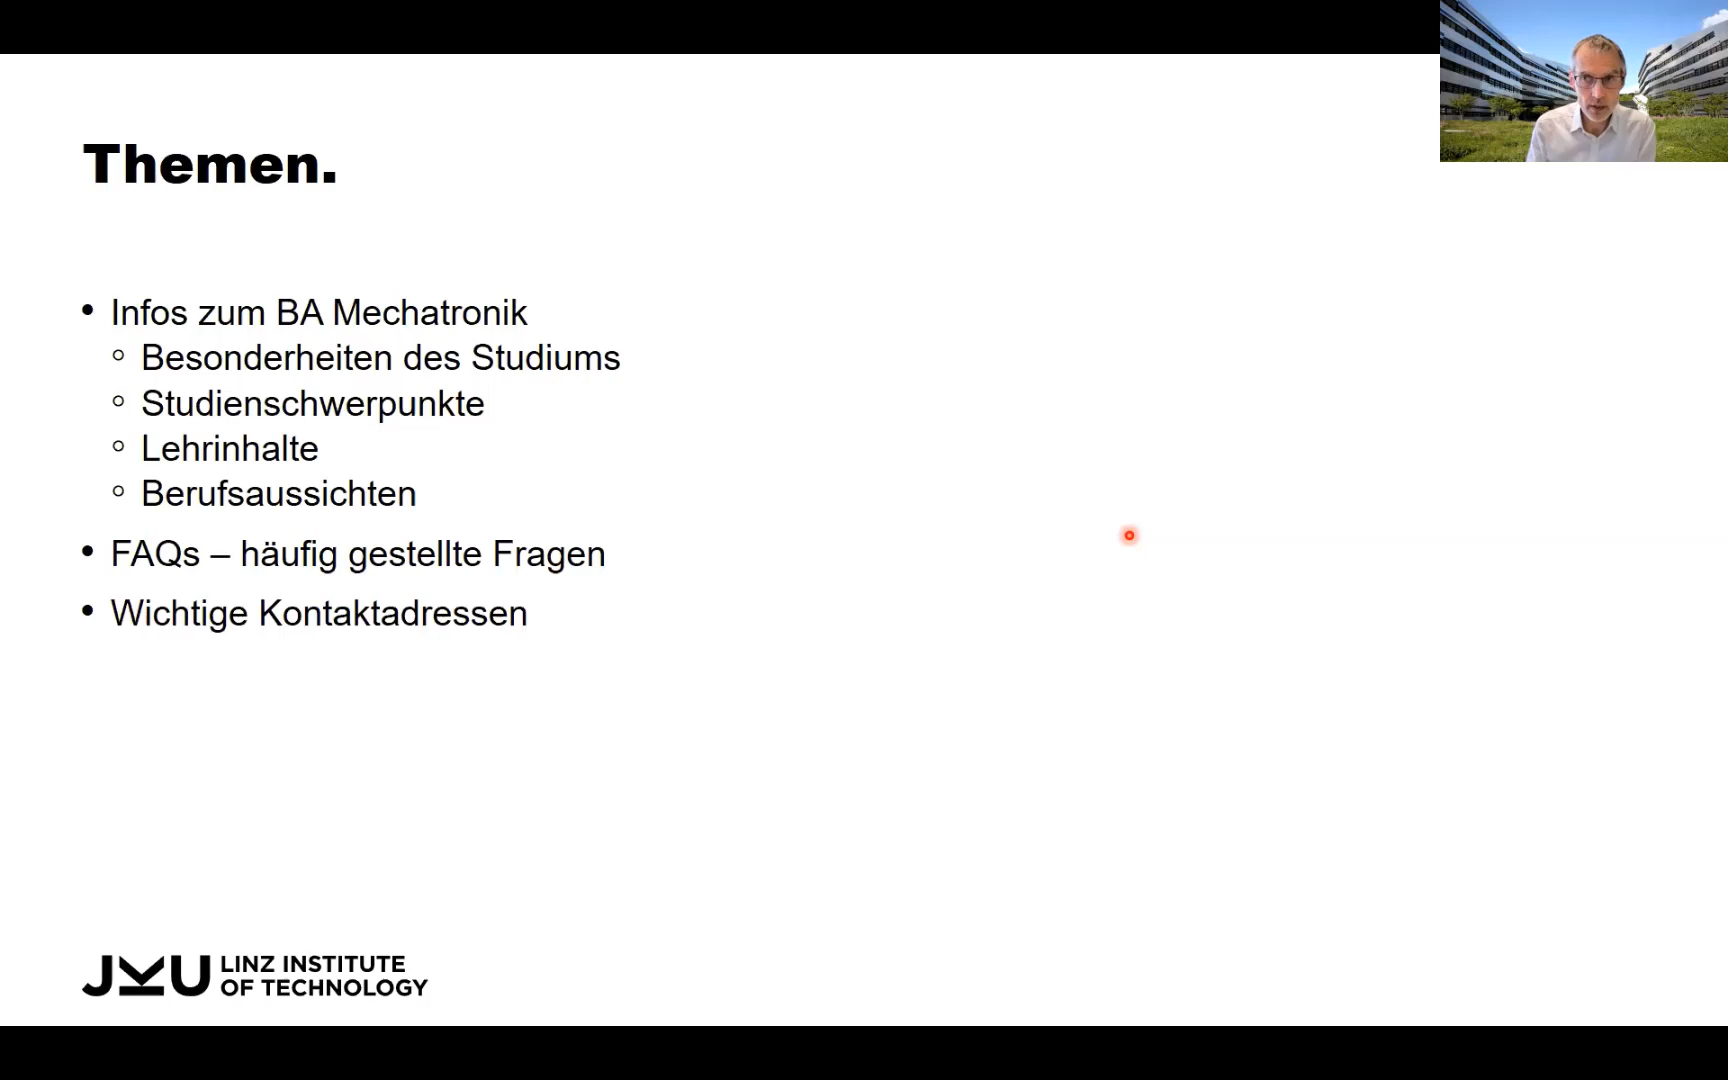 Themen.
• Infos zum BA Mechatronik
○ Besonderheiten des Studiums
○ Studienschwerpunkte
○ Lehrinhalte
○ Berufsaussichten
• FAQs – häufig gestellte Fragen
• Wichtige Kontaktadressen
JKU LINZ INSTITUTE
OF TECHNOLOGY